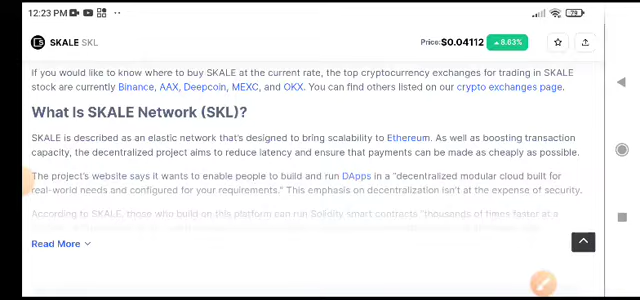 12:23 PM
79
SKALE SKL
Price:$0.04112 8.63%
If you would like to know where to buy SKALE at the current rate, the top cryptocurrency exchanges for trading in SKALE
stock are currently Binance, AAX, Deepcoin, MEXC, and OKX. You can find others listed on our crypto exchanges page.
What Is SKALE Network (SKL)?
SKALE is described as an elastic network that's designed to bring scalability to Ethereum. As well as boosting transaction
capacity, the decentralized project aims to reduce latency and ensure that payments can be made as cheaply as possible.
The project's website says it wants to enable people to build and run DApps in a "decentralized modular cloud built for
real-world needs and configured for your requirements." This emphasis on decentralization isn't at the expense of security.
According to SKALE, those who build on this platform can run Solidity smart contracts "thousands of times faster at a
Read More